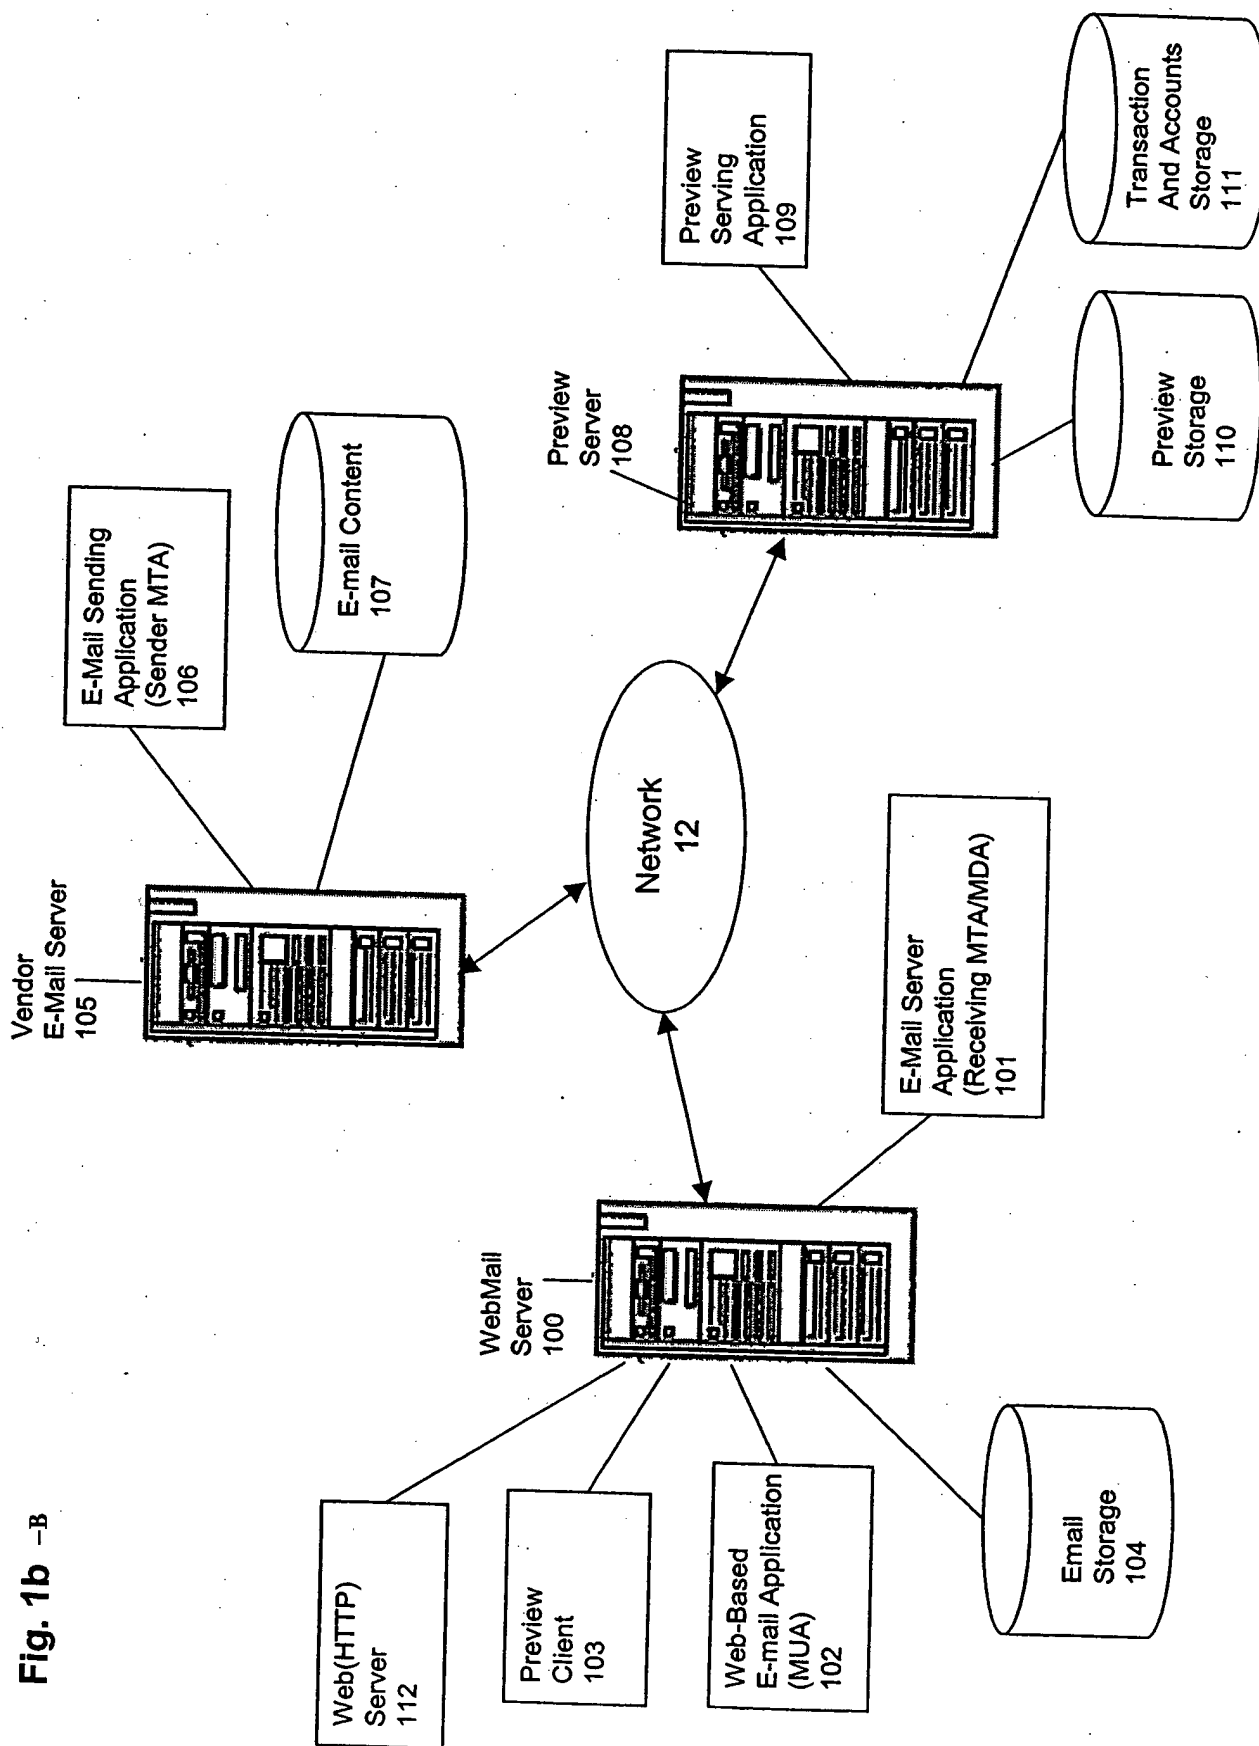 Fig. 1b -B
Vendor
E-Mail Server
105
E-Mail Sending
Application
(Sender MTA)
106
E-mail Content
107
Preview
Server
108
Preview
Serving
Application
109
Preview
Storage
110
Transaction
And Accounts
Storage
111
Network
12
WebMail
Server
100
E-Mail Server
Application
(Receiving MTA/MDA)
101
Web(HTTP)
Server
112
Preview
Client
103
Web-Based
E-mail Application
(MUA)
102
Email
Storage
104